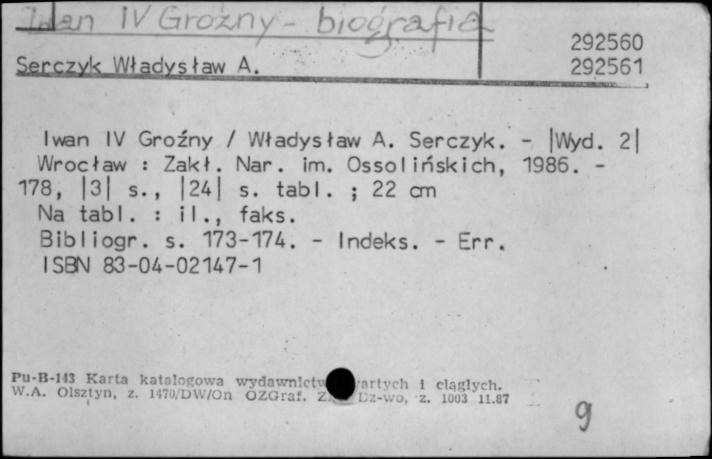 Iwan IV Groźny - biografia
292560
Serczyk Władysław A.
292561
Iwan IV Groźny / Władysław A. Serczyk. - |Wyd. 2|
Wrocław : Zakł. Nar. im. Ossolińskich, 1986. -
178, |3| s., |24| s. tabl. ; 22 cm
Na tabl. : il., faks.
Bibliogr. s. 173-174. - Indeks. - Err.
ISBN 83-04-02147-1
Pu-B-143 Karta katalogowa wydawnictw artych i ciągłych.
W.A. Olsztyn, z. 1470/DW/On OZGraf. Z. Dz-wo, z. 1003 11.87
9